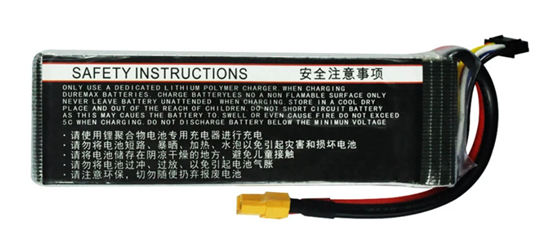 SAFETY INSTRUCTIONS 安全注意事项
ONLY USE A DEDICATED LITHIUM POLYMER CHARGER WHEN CHARGING
DUREMAX BATTERIES. CHARGE BATTERYLES NO A NON FLAMABLE SURFACE ONLY
NEVER LEAVE BATTERY UNATTENDED WHEN CHARGING. STORE IN A COOL DRY
PLACE AND OUT OF THE REACH OF CHILDREN. DO NOT SHORT CIRCUIT BATTERY
AS THIS MAY CAUSES THE BATTERY TO SWELL OR EVEN CAUSE FIRE.DO NOT EXCEED
5C WHEN CHARGING. DO NOT DISCHARGE BATTERY BELOW THE MINIMUM VOLTAGE
·请使用锂聚合物电池专用充电器进行充电
·请勿将电池短路、暴晒、加热、水泡以免引起灾害和损坏电池
·请将电池储存在阴凉干燥的地方，避免儿童接触
·请勿将电池过冲、过放、以免引起电池气胀
·请注意环保，切勿随便扔弃报废电池